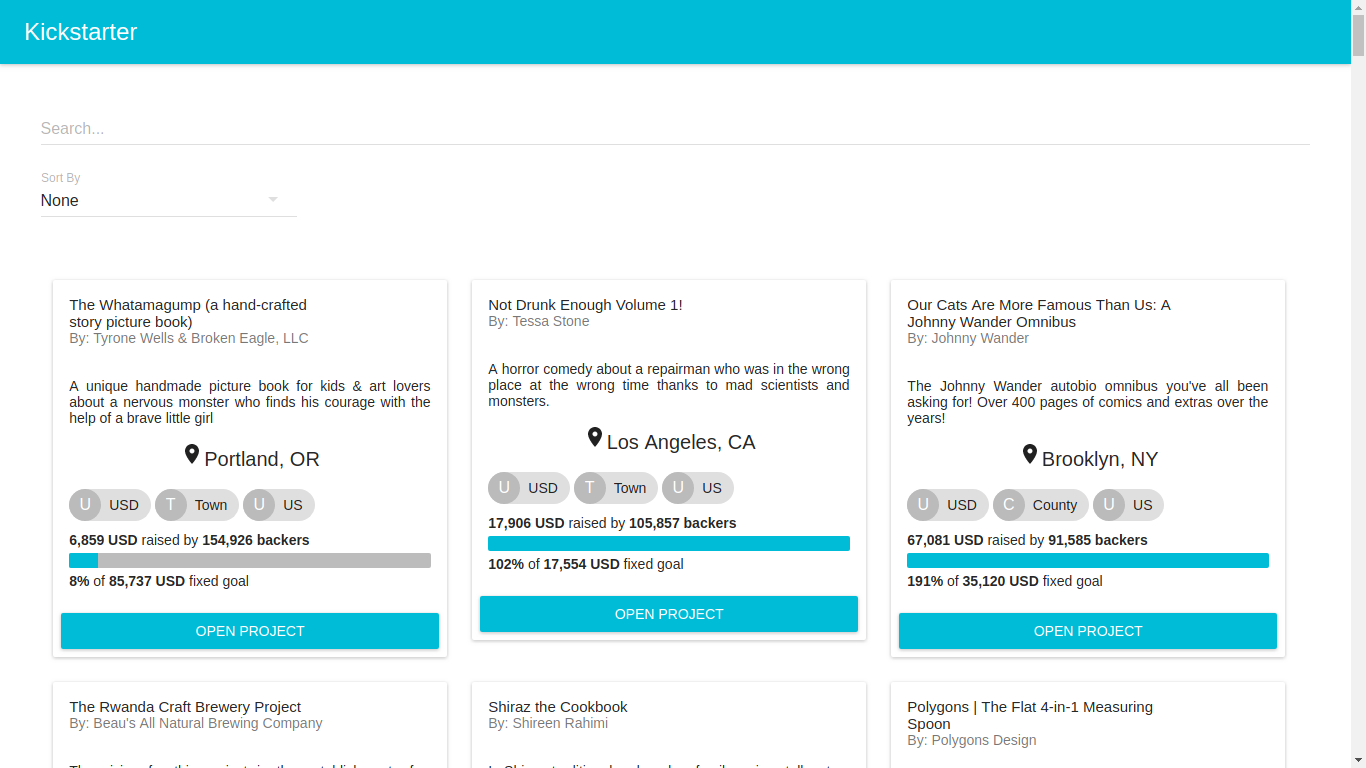 Kickstarter
Search...
Sort By
None
The Whatamagump (a hand-crafted
story picture book)
By: Tyrone Wells & Broken Eagle, LLC
A unique handmade picture book for kids & art lovers
about a nervous monster who finds his courage with the
help of a brave little girl
Portland, OR
U USD T Town U US
6,859 USD raised by 154,926 backers
8% of 85,737 USD fixed goal
OPEN PROJECT
Not Drunk Enough Volume 1!
By: Tessa Stone
A horror comedy about a repairman who was in the wrong
place at the wrong time thanks to mad scientists and
monsters.
Los Angeles, CA
U USD T Town U US
17,906 USD raised by 105,857 backers
102% of 17,554 USD fixed goal
OPEN PROJECT
Our Cats Are More Famous Than Us: A
Johnny Wander Omnibus
By: Johnny Wander
The Johnny Wander autobio omnibus you've all been
asking for! Over 400 pages of comics and extras over the
years!
Brooklyn, NY
U USD C County U US
67,081 USD raised by 91,585 backers
191% of 35,120 USD fixed goal
OPEN PROJECT
The Rwanda Craft Brewery Project
By: Beau's All Natural Brewing Company
Shiraz the Cookbook
By: Shireen Rahimi
Polygons | The Flat 4-in-1 Measuring
Spoon
By: Polygons Design